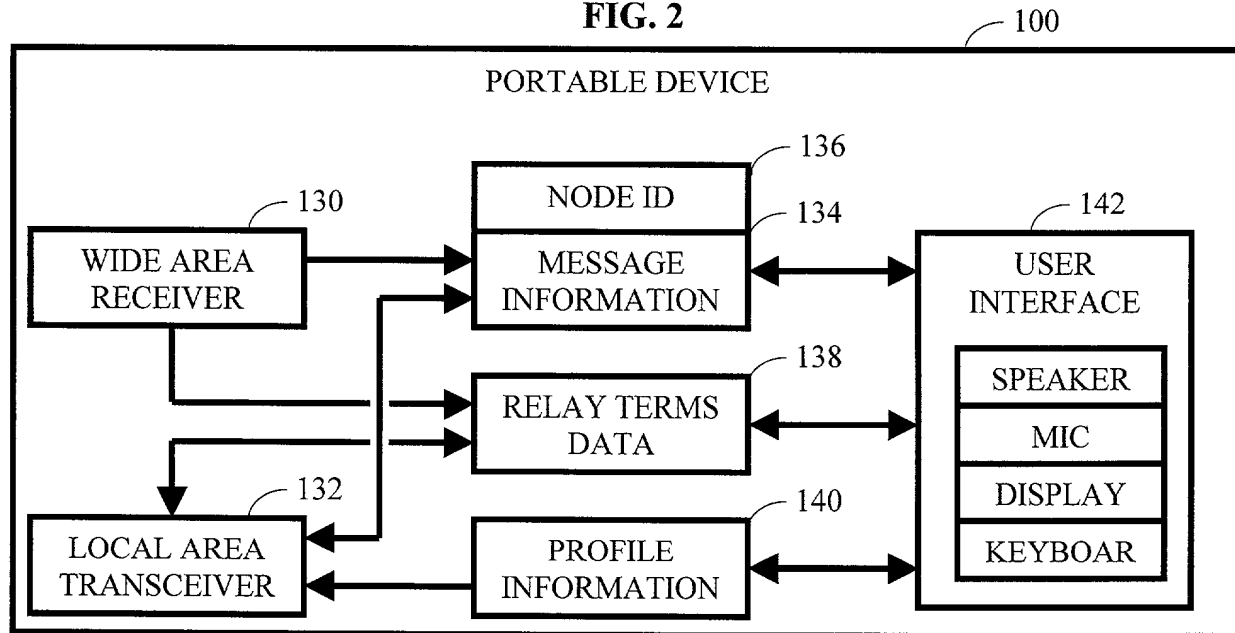 FIG. 2
100
PORTABLE DEVICE
136
NODE ID
134
MESSAGE
INFORMATION
130
WIDE AREA
RECEIVER
142
USER
INTERFACE
SPEAKER
MIC
DISPLAY
KEYBOAR
138
RELAY TERMS
DATA
132
LOCAL AREA
TRANSCEIVER
140
PROFILE
INFORMATION